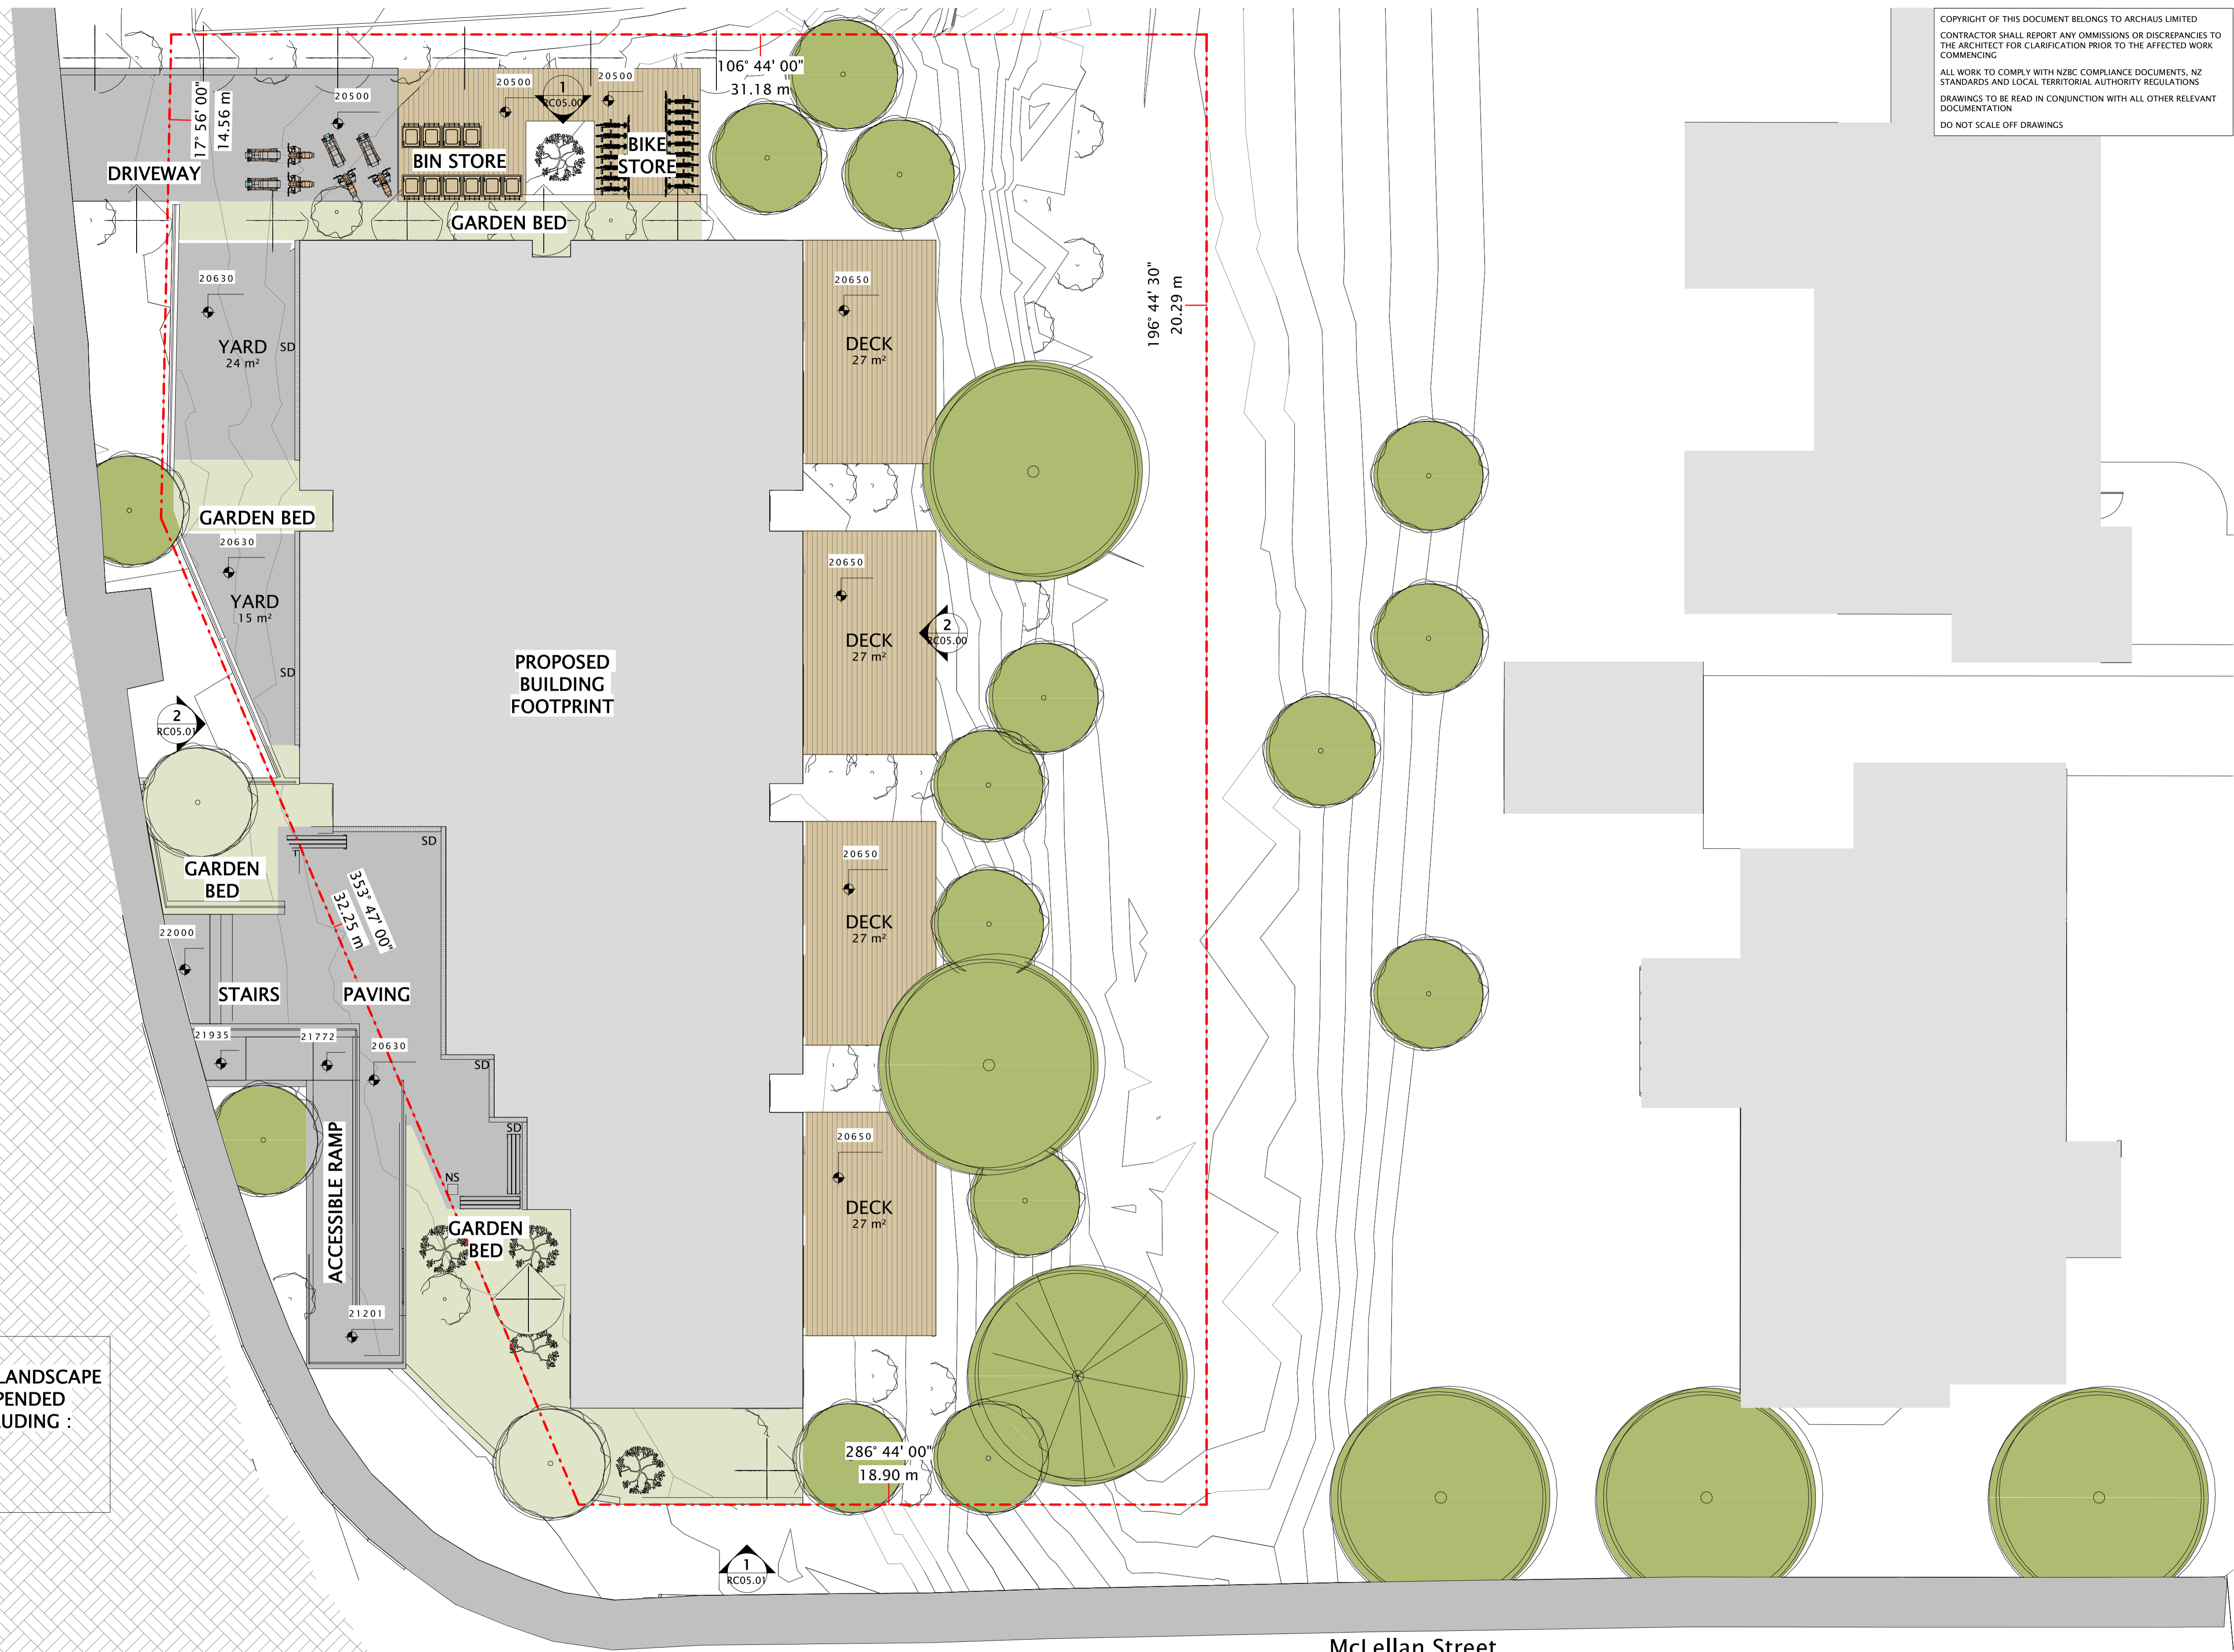 COPYRIGHT OF THIS DOCUMENT BELONGS TO ARCHAUS LIMITED
CONTRACTOR SHALL REPORT ANY OMMISSIONS OR DISCREPANCIES TO
THE ARCHITECT FOR CLARIFICATION PRIOR TO THE AFFECTED WORK
COMMENCING
ALL WORK TO COMPLY WITH NZBC COMPLIANCE DOCUMENTS, NZ
STANDARDS AND LOCAL TERRITORIAL AUTHORITY REGULATIONS
DRAWINGS TO BE READ IN CONJUNCTION WITH ALL OTHER RELEVANT
DOCUMENTATION
DO NOT SCALE OFF DRAWINGS
106° 44' 00"
31.18 m
17° 56' 00"
14.56 m
20500
20500
20500
1
RC05.00
DRIVEWAY
BIN STORE
BIKE
STORE
GARDEN BED
196° 44' 30"
20.29 m
20630
YARD
24 m²
SD
20650
DECK
27 m²
GARDEN BED
20630
YARD
15 m²
SD
20650
DECK
27 m²
2
RC05.00
PROPOSED
BUILDING
FOOTPRINT
2
RC05.01
SD
GARDEN
BED
353° 47' 00"
32.25 m
20650
DECK
27 m²
22000
STAIRS
PAVING
21935
21772
20630
SD
SD
ACCESSIBLE RAMP
NS
GARDEN
BED
20650
DECK
27 m²
21201
LANDSCAPE
PENDED
LUDING :
286° 44' 00"
18.90 m
1
RC05.01
McLellan Street